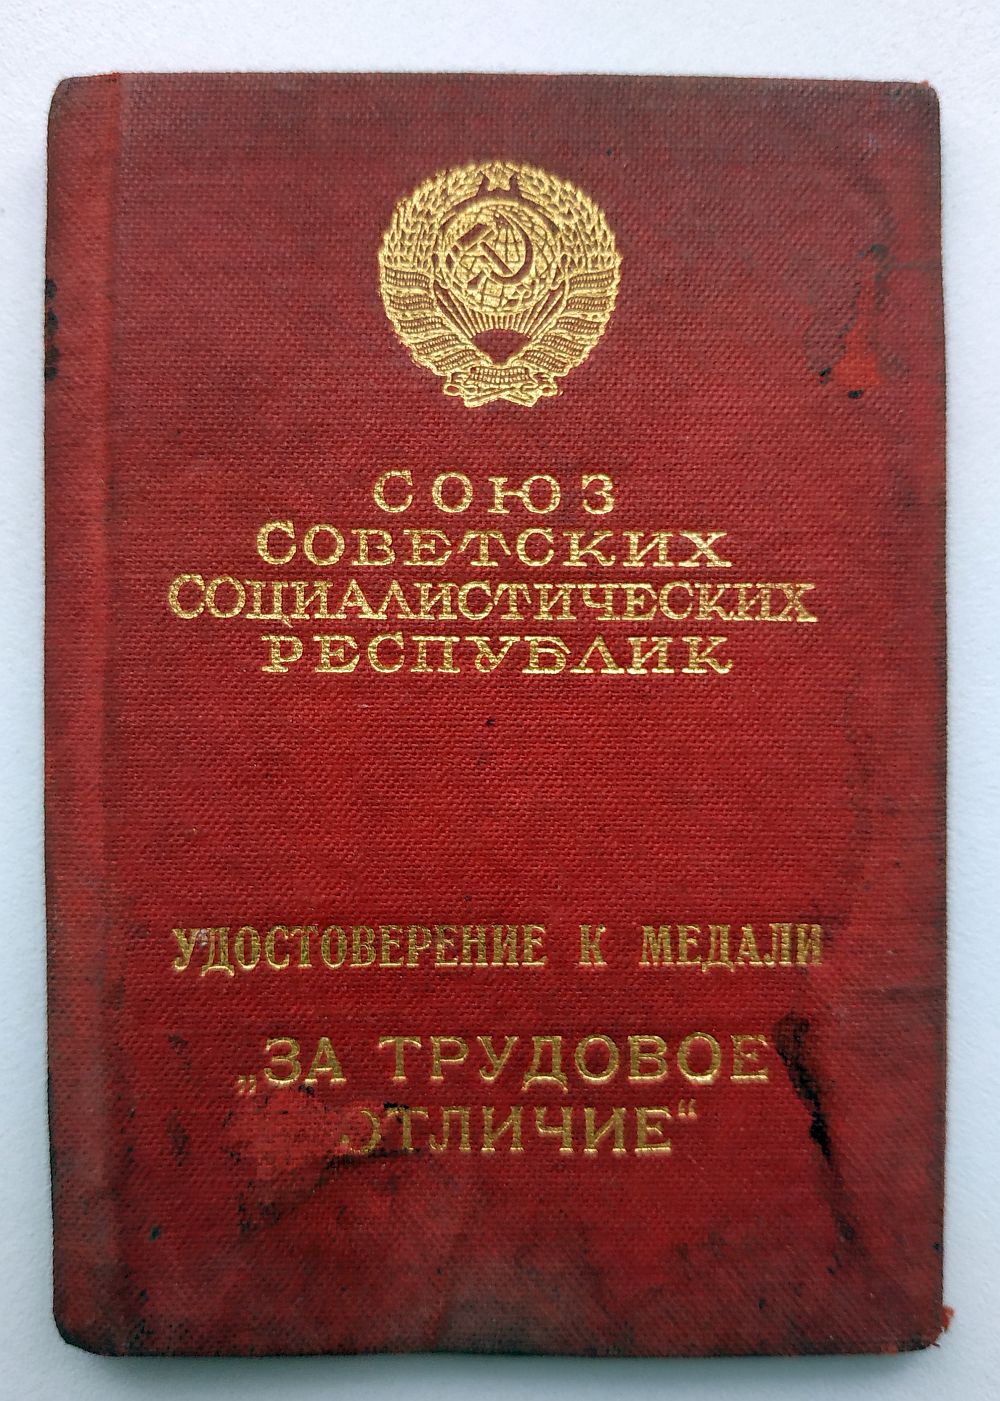 СОЮЗ
СОВЕТСКИХ
СОЦИАЛИСТИЧЕСКИХ
РЕСПУБЛИК
УДОСТОВЕРЕНИЕ К МЕДАЛИ
„ЗА ТРУДОВОЕ
ОТЛИЧИЕ“